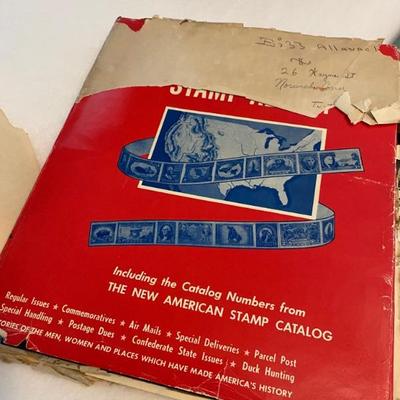 26
STAMP
Including the Catalog Numbers from
THE NEW AMERICAN STAMP CATALOG
Regular Issues ★ Commemoratives ★ Air Mails ★ Special Deliveries ★ Parcel Post
Special Handling ★ Postage Dues ★ Confederate State Issues ★ Duck Hunting
STORIES OF THE MEN, WOMEN AND PLACES WHICH HAVE MADE AMERICA'S HISTORY